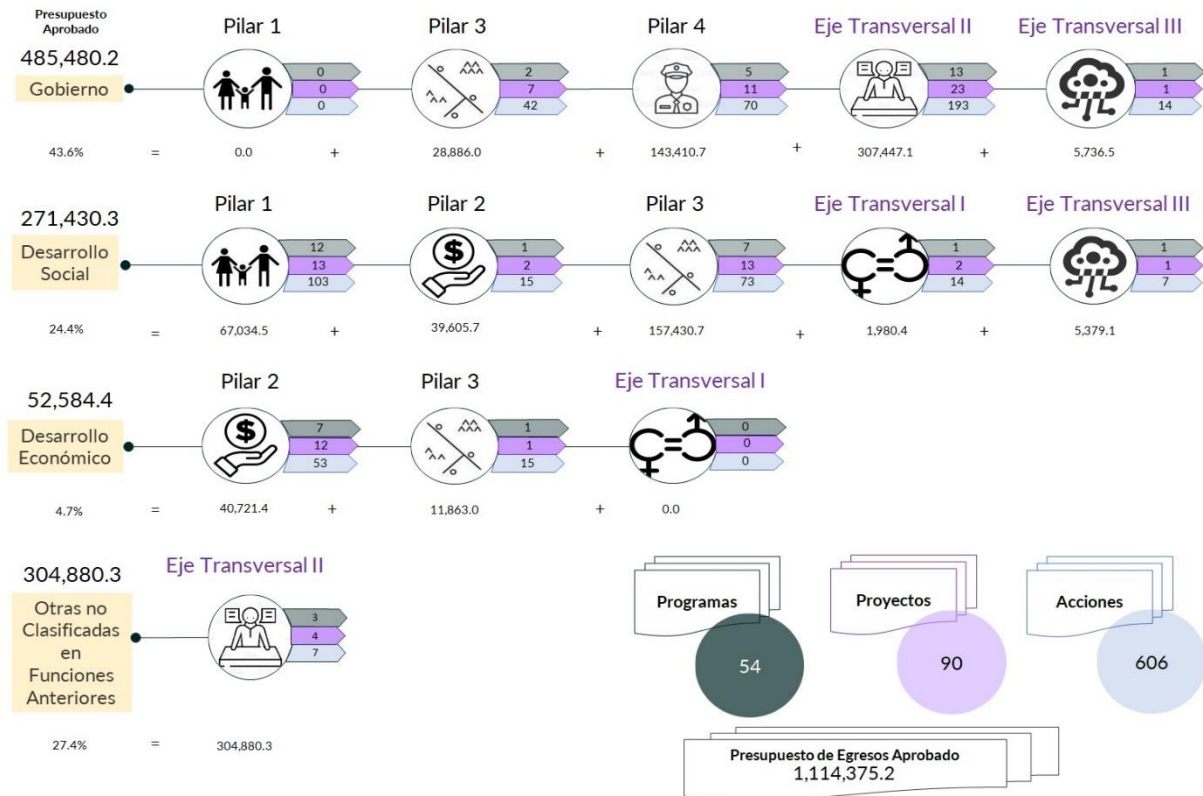 Presupuesto
Aprobado
485,480.2
Gobierno
Pilar 1
0
0
0
Pilar 3
2
7
42
Pilar 4
5
11
70
Eje Transversal II
13
23
193
Eje Transversal III
1
1
14
43.6% = 0.0 + 28,886.0 + 143,410.7 + 307,447.1 + 5,736.5
271,430.3
Desarrollo
Social
Pilar 1
12
13
103
Pilar 2
1
2
15
Pilar 3
7
13
73
Eje Transversal I
1
2
14
Eje Transversal III
1
1
7
24.4% = 67,034.5 + 39,605.7 + 157,430.7 + 1,980.4 + 5,379.1
52,584.4
Desarrollo
Económico
Pilar 2
7
12
53
Pilar 3
1
1
15
Eje Transversal I
0
0
0
4.7% = 40,721.4 + 11,863.0 + 0.0
304,880.3
Otras no
Clasificadas
en
Funciones
Anteriores
Eje Transversal II
3
4
7
27.4% = 304,880.3
Programas
54
Proyectos
90
Acciones
606
Presupuesto de Egresos Aprobado
1,114,375.2